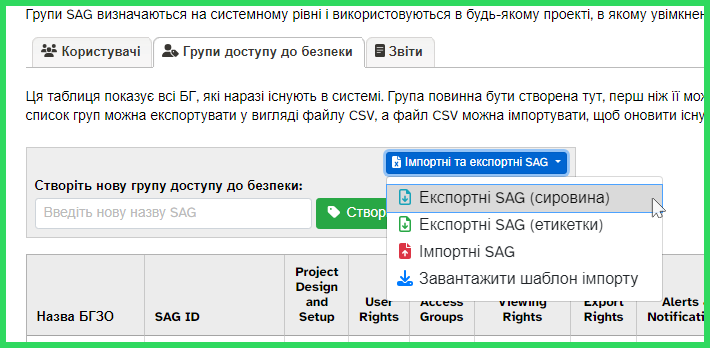 Групи SAG визначаються на системному рівні і використовуються в будь-якому проекті, в якому увімкнен
Користувачі
Групи доступу до безпеки
Звіти
Ця таблиця показує всі БГ, які наразі існують в системі. Група повинна бути створена тут, перш ніж її мож
список груп можна експортувати у вигляді файлу CSV, а файл CSV можна імпортувати, щоб оновити існу
Імпортні та експортні SAG
Створіть нову групу доступу до безпеки:
Введіть нову назву SAG
Створ
Експортні SAG (сировина)
Експортні SAG (етикетки)
Імпортні SAG
Завантажити шаблон імпорту
Назва БГЗО
SAG ID
Project
Design
and
Setup
User
Rights
Access
Groups
Viewing
Rights
Export
Rights
Alerts
Notificati